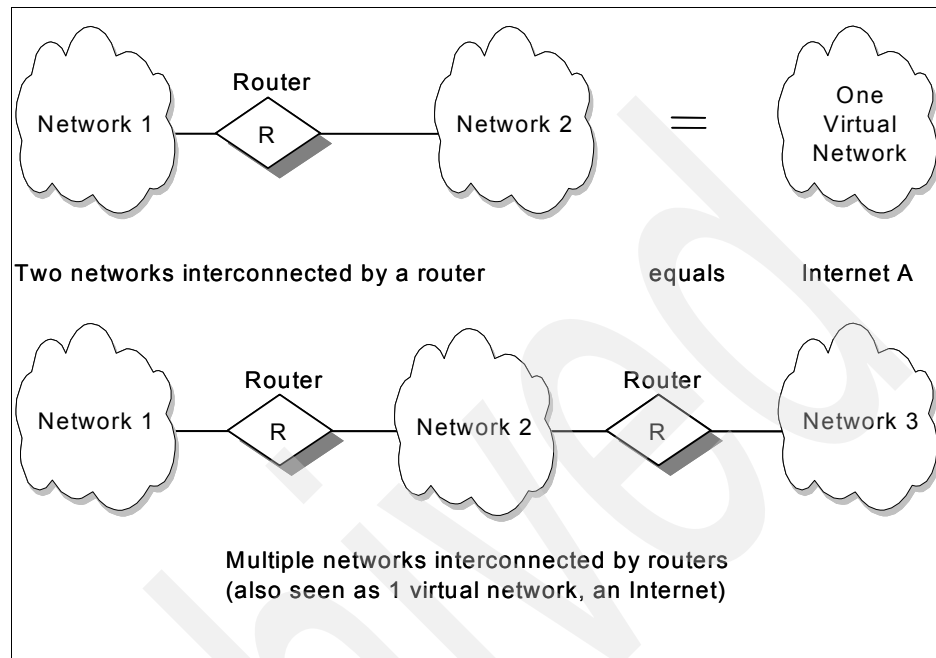 Router
Network 1
R
Network 2
=
One
Virtual
Network
Two networks interconnected by a router
equals
Internet A
Router
Router
Network 1
R
Network 2
R
Network 3
Multiple networks interconnected by routers
(also seen as 1 virtual network, an Internet)
hived